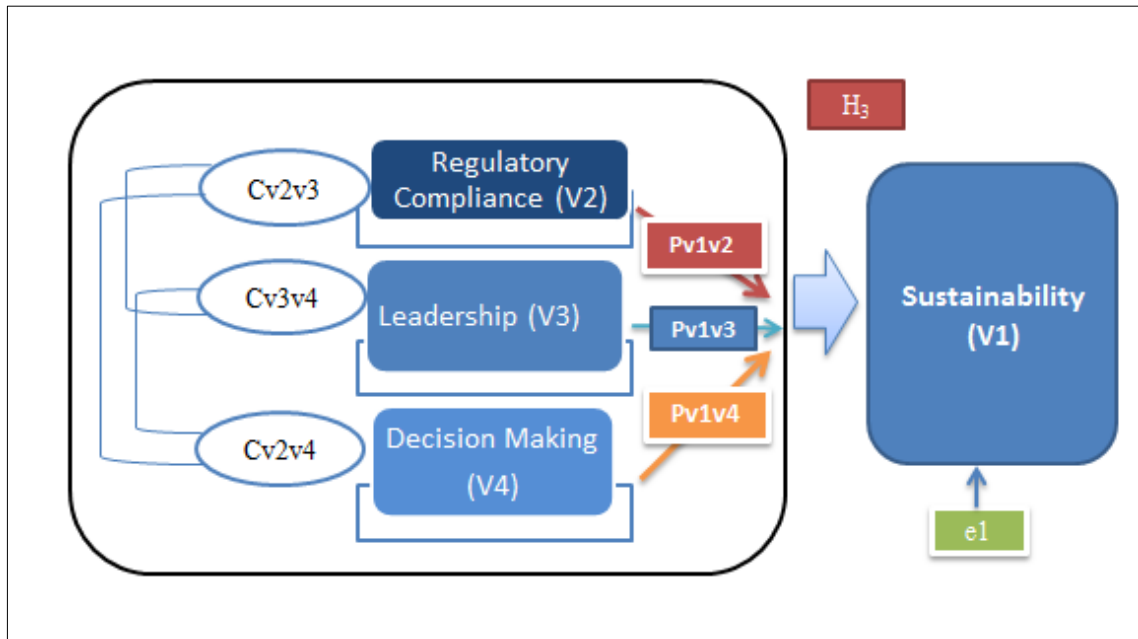 H₃
Cv2v3
Regulatory
Compliance (V2)
Pv1v2
Cv3v4
Leadership (V3)
Pv1v3
Sustainability
(V1)
Pv1v4
Cv2v4
Decision Making
(V4)
e1